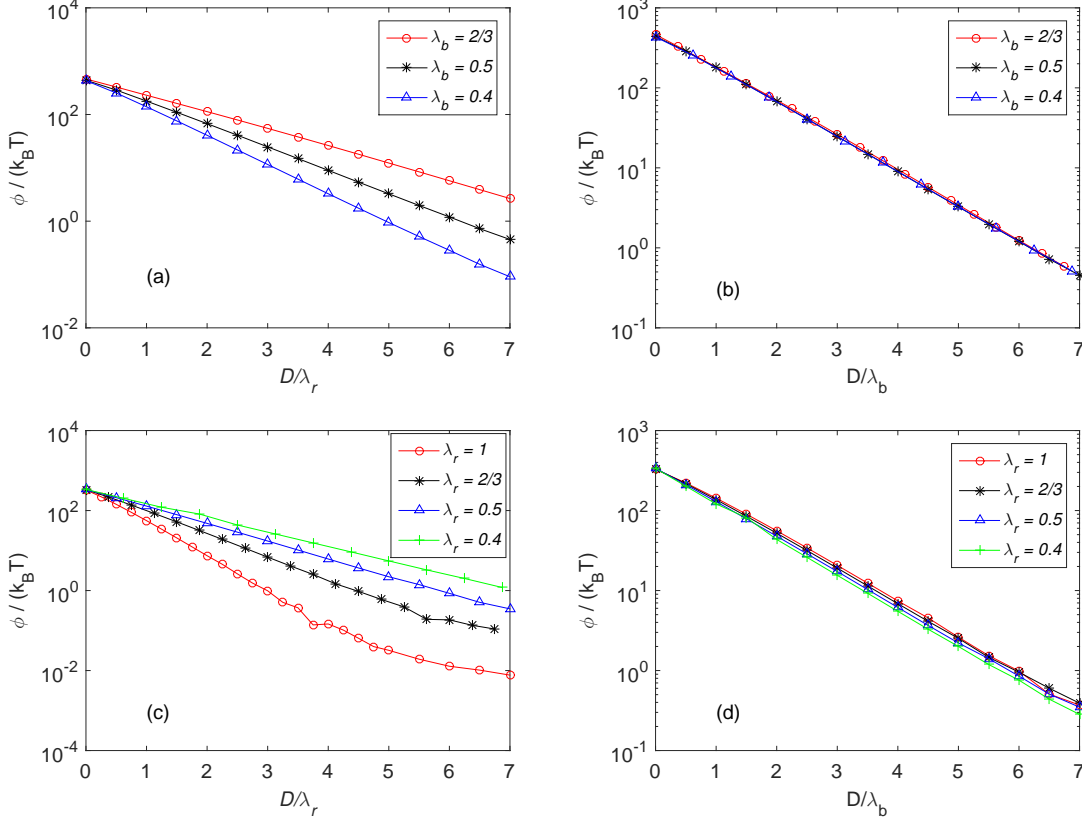 10^4
10^2
10^0
10^-2
ϕ / (k_B T)
0 1 2 3 4 5 6 7
D/λ_r
(a)
λ_b = 2/3
λ_b = 0.5
λ_b = 0.4
10^3
10^2
10^1
10^0
10^-1
ϕ / (k_B T)
0 1 2 3 4 5 6 7
D/λ_b
(b)
λ_b = 2/3
λ_b = 0.5
λ_b = 0.4
10^4
10^2
10^0
10^-2
10^-4
ϕ / (k_B T)
0 1 2 3 4 5 6 7
D/λ_r
(c)
λ_r = 1
λ_r = 2/3
λ_r = 0.5
λ_r = 0.4
10^3
10^2
10^1
10^0
10^-1
ϕ / (k_B T)
0 1 2 3 4 5 6 7
D/λ_b
(d)
λ_r = 1
λ_r = 2/3
λ_r = 0.5
λ_r = 0.4